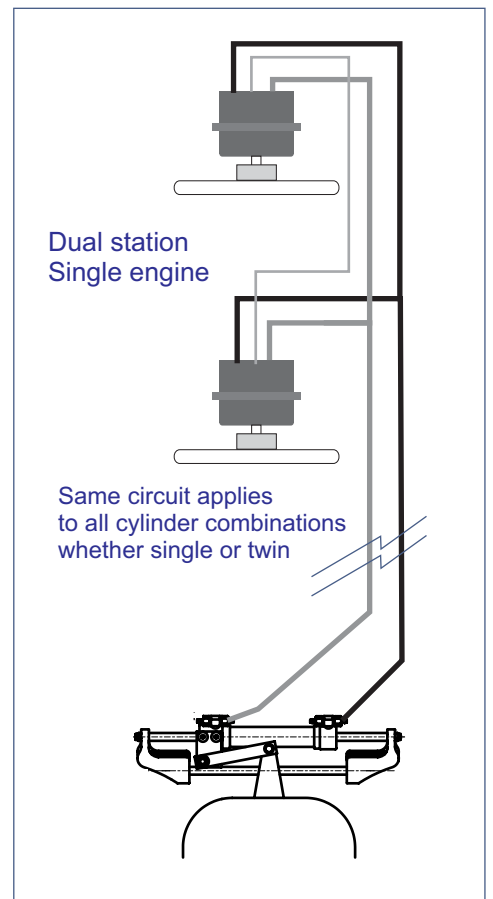 Dual station
Single engine
Same circuit applies
to all cylinder combinations
whether single or twin